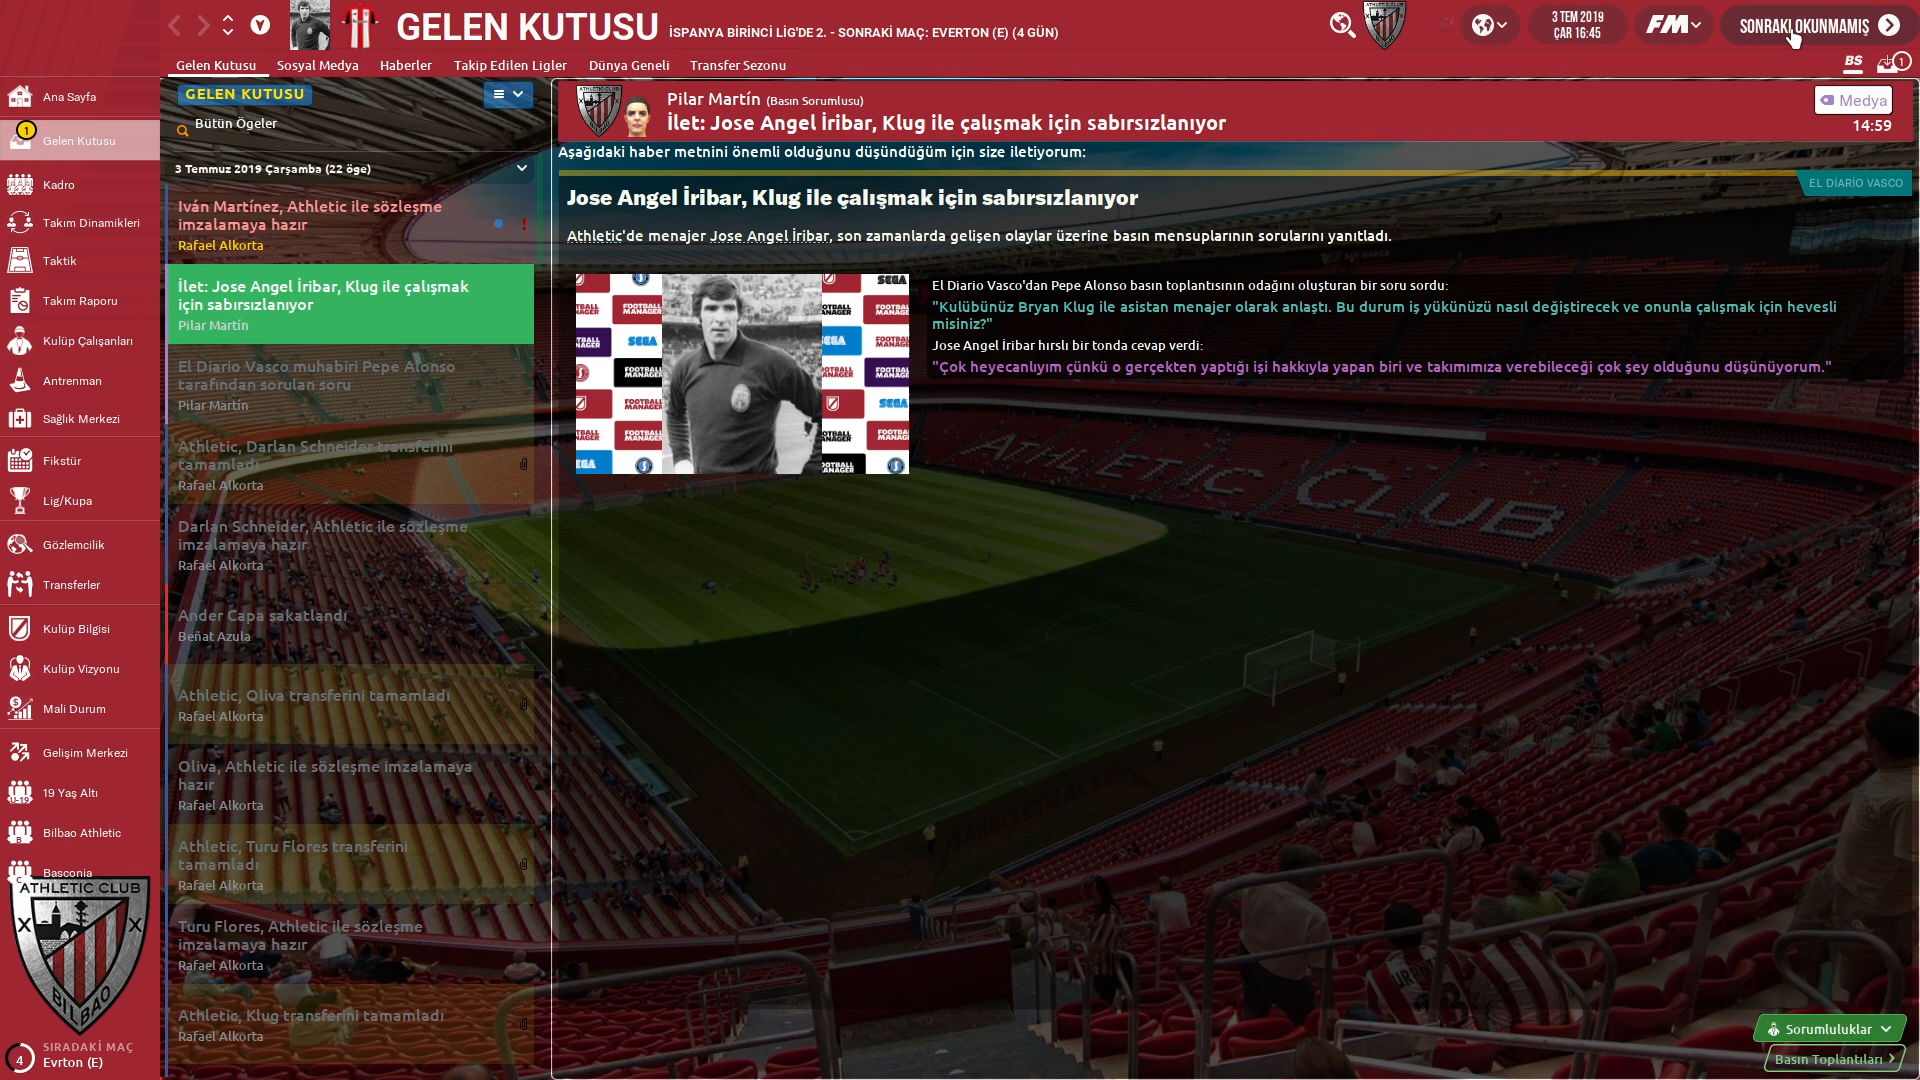 GELEN KUTUSU
İSPANYA BİRİNCİ LİG'DE 2. - SONRAKİ MAÇ: EVERTON (E) (4 GÜN)
3 TEM 2019
ÇAR 16:45
FM
SONRAKİ OKUNMAMIŞ
Gelen Kutusu
Sosyal Medya
Haberler
Takip Edilen Ligler
Dünya Geneli
Transfer Sezonu
BS
1
Ana Sayfa
1
Gelen Kutusu
Kadro
Takım Dinamikleri
Taktik
Takım Raporu
Kulüp Çalışanları
Antrenman
Sağlık Merkezi
Fikstür
Lig/Kupa
Gözlemcilik
Transferler
Kulüp Bilgisi
Kulüp Vizyonu
Mali Durum
Gelişim Merkezi
19 Yaş Altı
Bilbao Athletic
Basconia
ATHLETIC CLUB
BILBAO
SIRADAKİ MAÇ
4
Evrton (E)
GELEN KUTUSU
Bütün Ögeler
3 Temmuz 2019 Çarşamba (22 öge)
Iván Martínez, Athletic ile sözleşme
imzalamaya hazır
Rafael Alkorta
İlet: Jose Angel İribar, Klug ile çalışmak
için sabırsızlanıyor
Pilar Martín
El Diario Vasco muhabiri Pepe Alonso
tarafından sorulan soru
Pilar Martín
Athletic, Darlan Schneider transferini
tamamladı
Rafael Alkorta
Darlan Schneider, Athletic ile sözleşme
imzalamaya hazır
Rafael Alkorta
Ander Capa sakatlandı
Beñat Azula
Athletic, Oliva transferini tamamladı
Rafael Alkorta
Oliva, Athletic ile sözleşme imzalamaya
hazır
Rafael Alkorta
Athletic, Turu Flores transferini
tamamladı
Rafael Alkorta
Turu Flores, Athletic ile sözleşme
imzalamaya hazır
Rafael Alkorta
Athletic, Klug transferini tamamladı
Rafael Alkorta
Pilar Martín (Basın Sorumlusu)
İlet: Jose Angel İribar, Klug ile çalışmak için sabırsızlanıyor
Medya
14:59
Aşağıdaki haber metnini önemli olduğunu düşündüğüm için size iletiyorum:
EL DİARİO VASCO
Jose Angel İribar, Klug ile çalışmak için sabırsızlanıyor
Athletic'de menajer Jose Angel İribar, son zamanlarda gelişen olaylar üzerine basın mensuplarının sorularını yanıtladı.
El Diario Vasco'dan Pepe Alonso basın toplantısının odağını oluşturan bir soru sordu:
"Kulübünüz Bryan Klug ile asistan menajer olarak anlaştı. Bu durum iş yükünüzü nasıl değiştirecek ve onunla çalışmak için hevesli
misiniz?"
Jose Angel İribar hırslı bir tonda cevap verdi:
"Çok heyecanlıyım çünkü o gerçekten yaptığı işi hakkıyla yapan biri ve takımımıza verebileceği çok şey olduğunu düşünüyorum."
FOOTBALL
MANAGER
SEGA
ATHLETIC CLUB
Sorumluluklar
Basın Toplantıları